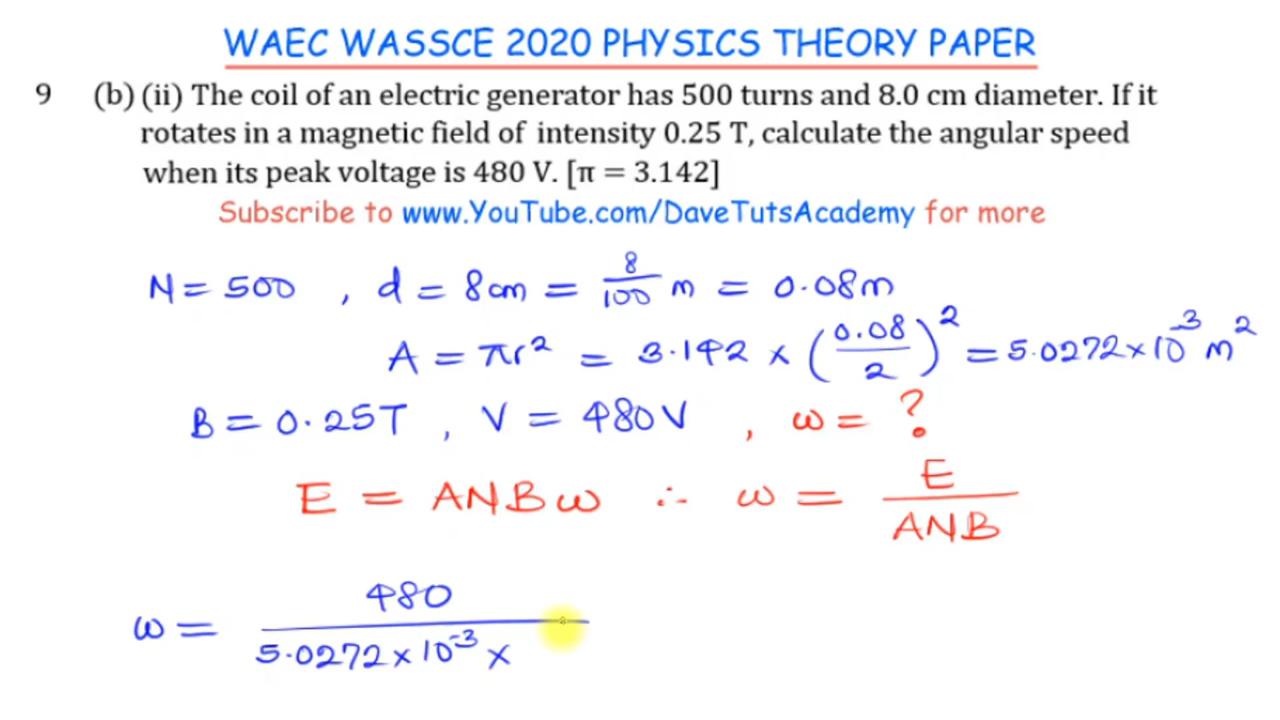 WAEC WASSCE 2020 PHYSICS THEORY PAPER
9 (b) (ii) The coil of an electric generator has 500 turns and 8.0 cm diameter. If it
rotates in a magnetic field of intensity 0.25 T, calculate the angular speed
when its peak voltage is 480 V. [π = 3.142]
Subscribe to www.YouTube.com/DaveTutsAcademy for more
N = 500 , d = 8cm = 8/100 m = 0.08m
A = πr² = 3.142 × (0.08/2)² = 5.0272×10⁻³ m²
B = 0.25T , V = 480V , ω = ?
E = ANBω ∴ ω = E/ANB
ω = 480/5.0272×10⁻³ ×